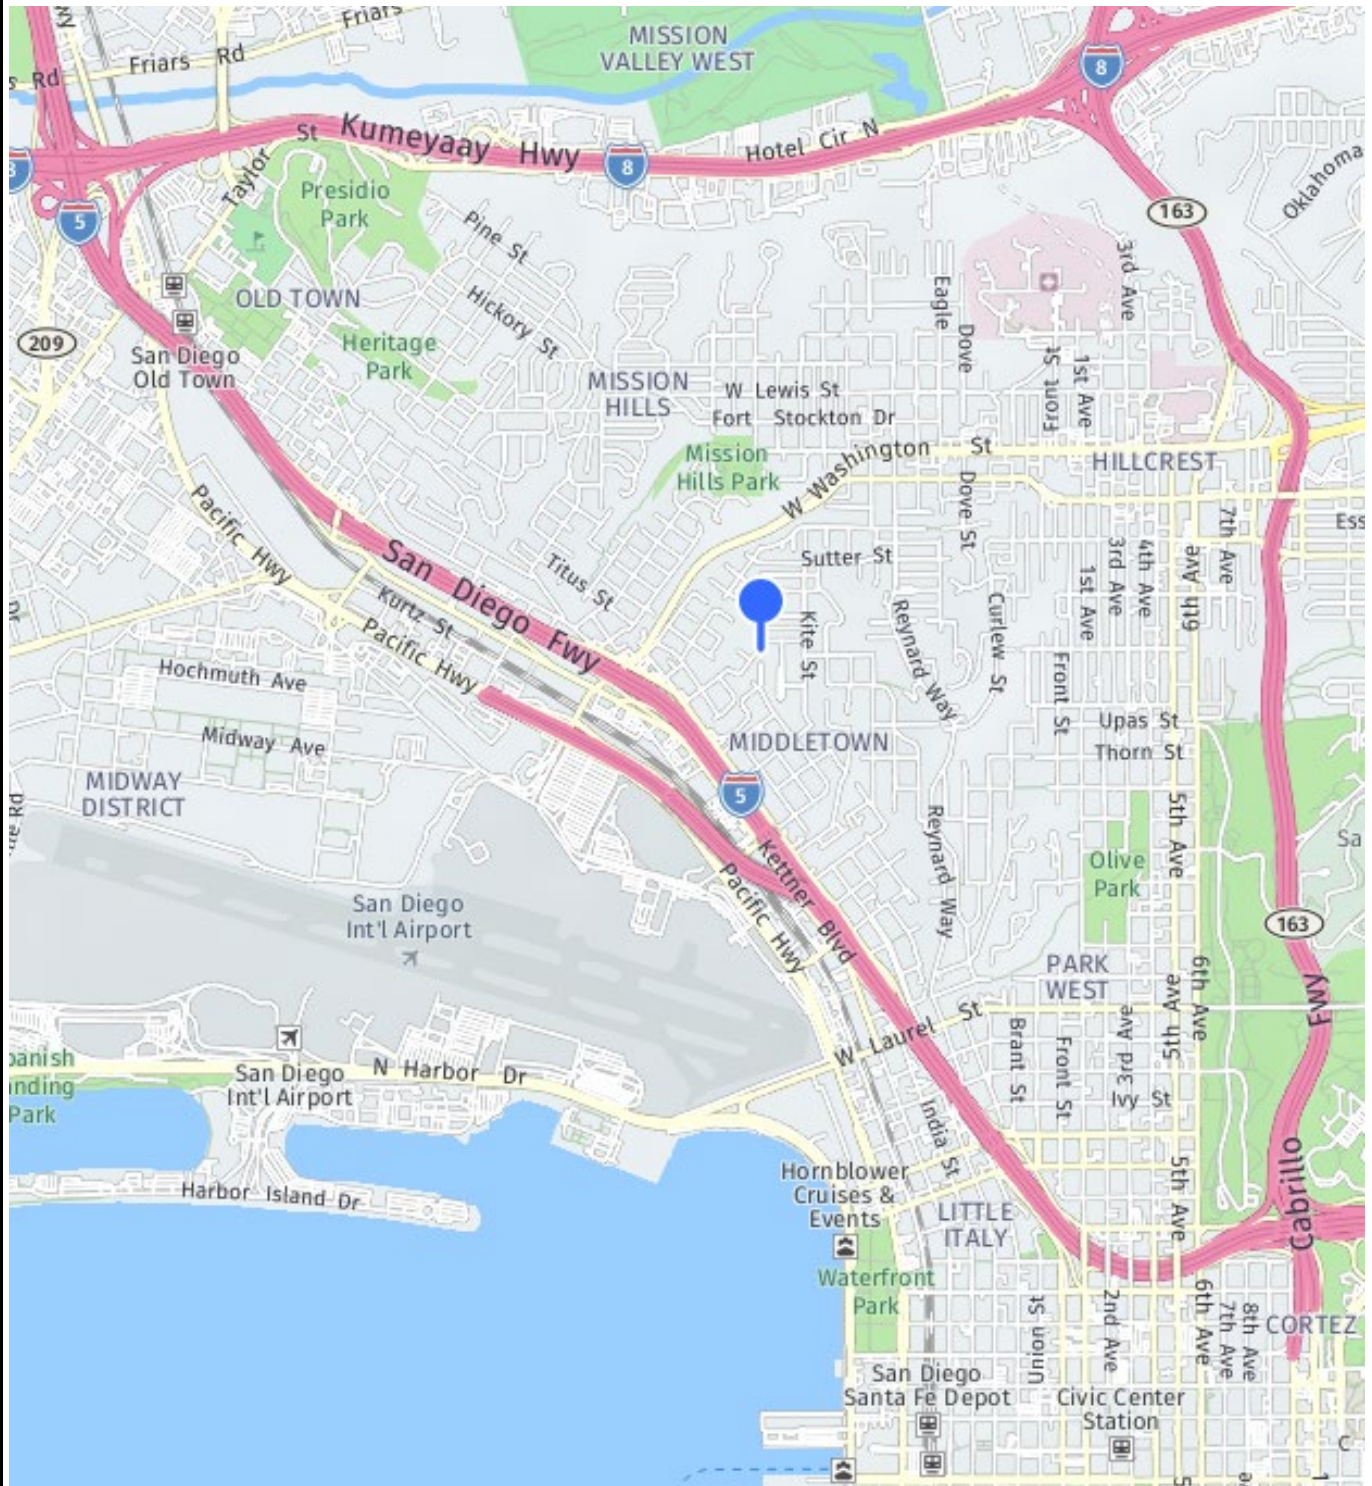 Friars
MISSION
VALLEY WEST
Friars Rd
s Rd
8
Kumeyaay Hwy
St
8
Hotel Cir N
Taylor
Presidio
Park
163
Oklahoma
5
Pine St
3rd Ave
OLD TOWN
Hickory St
Eagle
Dove
209
San Diego
Old Town
Heritage
Park
MISSION
HILLS
W Lewis St
Fort Stockton Dr
Front St
1st Ave
Mission
Hills Park
W Washington St
HILLCREST
Pacific Hwy
Dove St
7th Ave
Ess
San Diego Fwy
Titus St
Sutter St
3rd Ave
4th Ave
6th Ave
1st Ave
Kurtz St
Pacific Hwy
Kite St
Reynard Way
Curlew St
Front St
Hochmuth Ave
Midway Ave
MIDDLETOWN
Upas St
Thorn St
MIDWAY
DISTRICT
5
5th Ave
Reynard Way
Sa
Kettner Blvd
Pacific Hwy
Olive
Park
San Diego
Int'l Airport
163
PARK
WEST
6th Ave
5th Ave
3rd Ave
Fwy
W Laurel St
Brant St
Front St
Ivy St
panish
anding
Park
San Diego
Int'l Airport
N Harbor Dr
India St
Harbor Island Dr
Hornblower
Cruises &
Events
5th Ave
Cabrillo
LITTLE
ITALY
Waterfront
Park
Union St
2nd Ave
6th Ave
7th Ave
8th Ave
CORTEZ
San Diego
Santa Fe Depot
Civic Center
Station
C